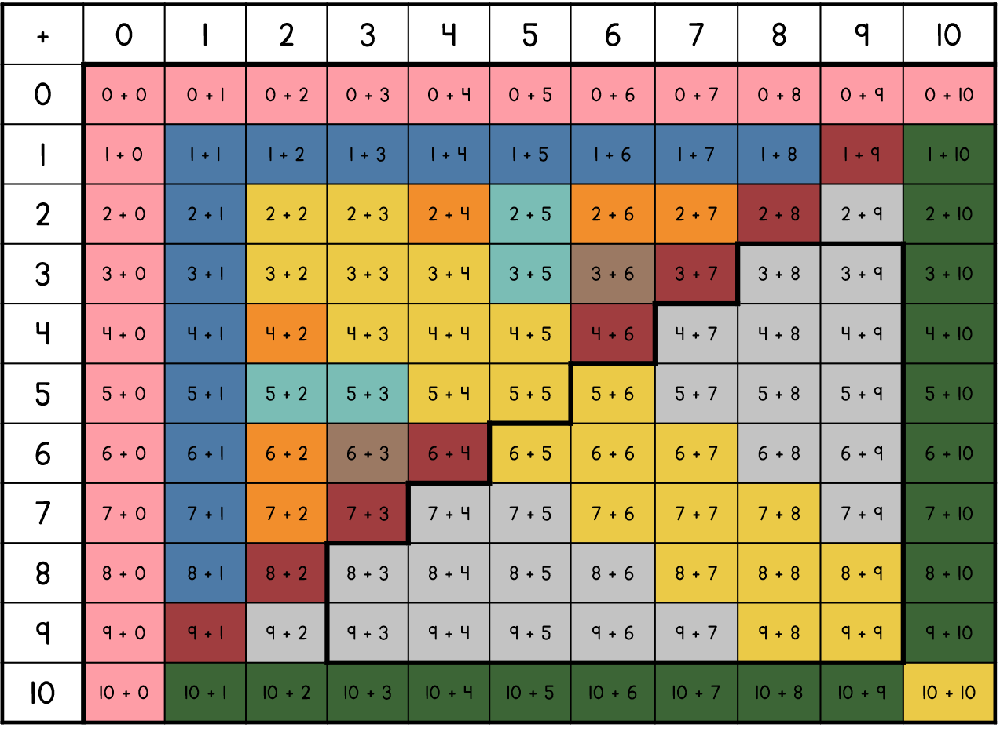 + 0 1 2 3 4 5 6 7 8 9 10
0 0 + 0 0 + 1 0 + 2 0 + 3 0 + 4 0 + 5 0 + 6 0 + 7 0 + 8 0 + 9 0 + 10
1 1 + 0 1 + 1 1 + 2 1 + 3 1 + 4 1 + 5 1 + 6 1 + 7 1 + 8 1 + 9 1 + 10
2 2 + 0 2 + 1 2 + 2 2 + 3 2 + 4 2 + 5 2 + 6 2 + 7 2 + 8 2 + 9 2 + 10
3 3 + 0 3 + 1 3 + 2 3 + 3 3 + 4 3 + 5 3 + 6 3 + 7 3 + 8 3 + 9 3 + 10
4 4 + 0 4 + 1 4 + 2 4 + 3 4 + 4 4 + 5 4 + 6 4 + 7 4 + 8 4 + 9 4 + 10
5 5 + 0 5 + 1 5 + 2 5 + 3 5 + 4 5 + 5 5 + 6 5 + 7 5 + 8 5 + 9 5 + 10
6 6 + 0 6 + 1 6 + 2 6 + 3 6 + 4 6 + 5 6 + 6 6 + 7 6 + 8 6 + 9 6 + 10
7 7 + 0 7 + 1 7 + 2 7 + 3 7 + 4 7 + 5 7 + 6 7 + 7 7 + 8 7 + 9 7 + 10
8 8 + 0 8 + 1 8 + 2 8 + 3 8 + 4 8 + 5 8 + 6 8 + 7 8 + 8 8 + 9 8 + 10
9 9 + 0 9 + 1 9 + 2 9 + 3 9 + 4 9 + 5 9 + 6 9 + 7 9 + 8 9 + 9 9 + 10
10 10 + 0 10 + 1 10 + 2 10 + 3 10 + 4 10 + 5 10 + 6 10 + 7 10 + 8 10 + 9 10 + 10